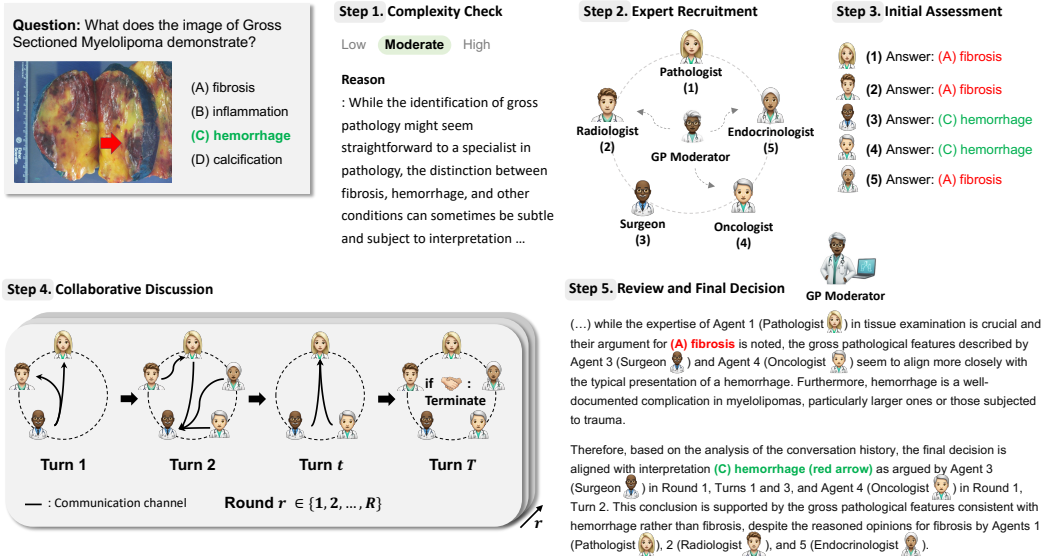 Question: What does the image of Gross
Sectioned Myelolipoma demonstrate?
(A) fibrosis
(B) inflammation
(C) hemorrhage
(D) calcification
Step 1. Complexity Check
Low Moderate High
Reason
: While the identification of gross
pathology might seem
straightforward to a specialist in
pathology, the distinction between
fibrosis, hemorrhage, and other
conditions can sometimes be subtle
and subject to interpretation ...
Step 2. Expert Recruitment
Pathologist
(1)
Radiologist
(2)
GP Moderator
Endocrinologist
(5)
Surgeon
(3)
Oncologist
(4)
Step 3. Initial Assessment
(1) Answer: (A) fibrosis
(2) Answer: (A) fibrosis
(3) Answer: (C) hemorrhage
(4) Answer: (C) hemorrhage
(5) Answer: (A) fibrosis
Step 4. Collaborative Discussion
if 🤝 :
Terminate
Turn 1
Turn 2
Turn t
Turn T
— : Communication channel
Round r ∈ {1, 2, ..., R}
r
Step 5. Review and Final Decision
GP Moderator
(...) while the expertise of Agent 1 (Pathologist ) in tissue examination is crucial and
their argument for (A) fibrosis is noted, the gross pathological features described by
Agent 3 (Surgeon ) and Agent 4 (Oncologist ) seem to align more closely with
the typical presentation of a hemorrhage. Furthermore, hemorrhage is a well-
documented complication in myelolipomas, particularly larger ones or those subjected
to trauma.
Therefore, based on the analysis of the conversation history, the final decision is
aligned with interpretation (C) hemorrhage (red arrow) as argued by Agent 3
(Surgeon ) in Round 1, Turns 1 and 3, and Agent 4 (Oncologist ) in Round 1,
Turn 2. This conclusion is supported by the gross pathological features consistent with
hemorrhage rather than fibrosis, despite the reasoned opinions for fibrosis by Agents 1
(Pathologist ), 2 (Radiologist ), and 5 (Endocrinologist ).